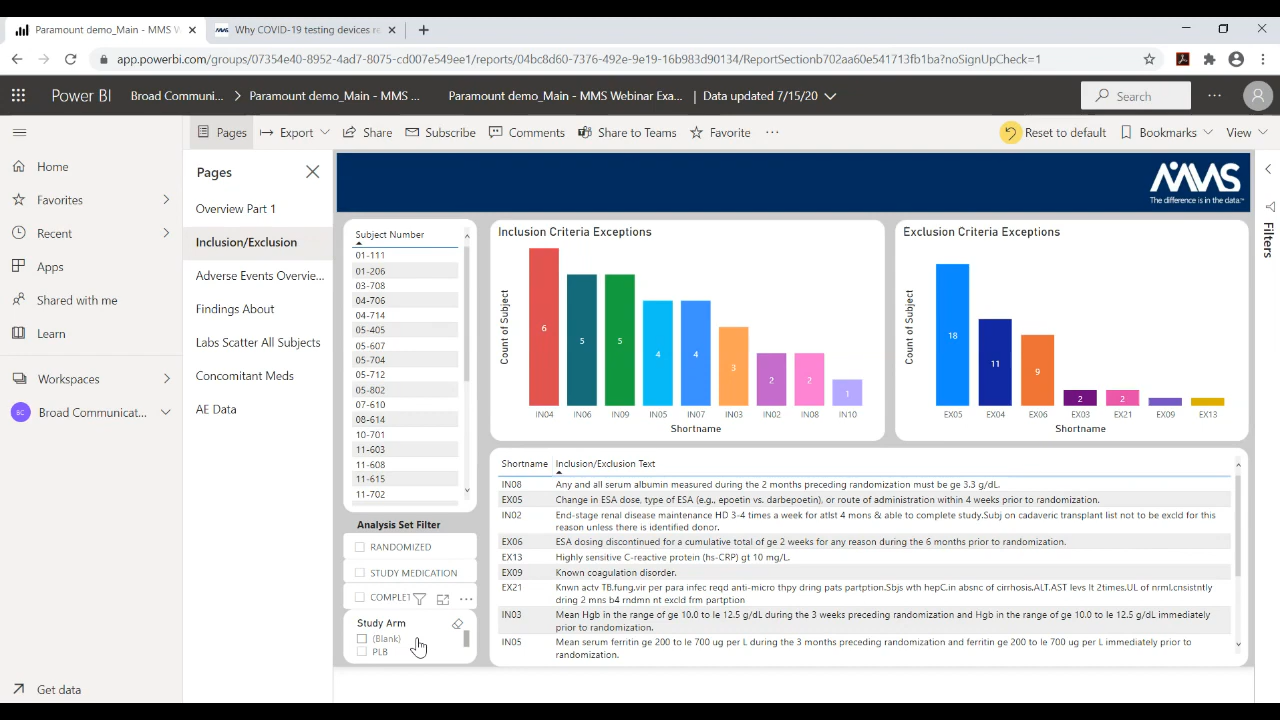 Paramount demo_Main - MMS W
Why COVID-19 testing devices re
app.powerbi.com/groups/07354e40-8952-4ad7-8075-cd007e549ee1/reports/04b8d60-7376-492e-9e19-16b983d90134/ReportSectionb702aa60e541713fb1ba?noSignUpCheck=1
Power BI
Broad Communi... > Paramount demo_Main - MMS ...
Paramount demo_Main - MMS Webinar Exa... | Data updated 7/15/20
Search
Pages
Export
Share
Subscribe
Comments
Share to Teams
Favorite
Reset to default
Bookmarks
View
Home
Favorites
Recent
Apps
Shared with me
Learn
Workspaces
BC
Broad Communicat...
Get data
Pages
Overview Part 1
Inclusion/Exclusion
Adverse Events Overvie...
Findings About
Labs Scatter All Subjects
Concomitant Meds
AE Data
MMS
The difference is in the data.™
Subject Number
01-111
01-206
03-708
04-706
04-714
05-405
05-607
05-704
05-712
05-802
07-610
08-614
10-701
11-603
11-608
11-615
11-702
Analysis Set Filter
RANDOMIZED
STUDY MEDICATION
COMPLET
Study Arm
(Blank)
PLB
Inclusion Criteria Exceptions
Count of Subject
6 5 5 4 4 3 2 2 1
IN04 IN06 IN09 IN05 IN07 IN03 IN02 IN08 IN10
Shortname
Exclusion Criteria Exceptions
Count of Subject
18 11 9 2 2
EX05 EX04 EX06 EX03 EX21 EX09 EX13
Shortname
Shortname Inclusion/Exclusion Text
IN08 Any and all serum albumin measured during the 2 months preceding randomization must be ge 3.3 g/dL.
EX05 Change in ESA dose, type of ESA (e.g., epoetin vs. darbepoetin), or route of administration within 4 weeks prior to randomization.
IN02 End-stage renal disease maintenance HD 3-4 times a week for atlst 4 mons & able to complete study.Subj on cadaveric transplant list not to be excld for this
reason unless there is identified donor.
EX06 ESA dosing discontinued for a cumulative total of ge 2 weeks for any reason during the 6 months prior to randomization.
EX13 Highly sensitive C-reactive protein (hs-CRP) gt 10 mg/L.
EX09 Known coagulation disorder.
EX21 Knwn actv TB,fung,vir per para infec reqd anti-micro thpy dring pats partption.Sbjs wth hepC.in absnc of cirrhosis,ALT,AST levs lt 2times,UL of nrml,cnsistntly
dring 2 mns b4 rndmn nt excld frm partption
IN03 Mean Hgb in the range of ge 10.0 to le 12.5 g/dL during the 3 weeks preceding randomization and Hgb in the range of ge 10.0 to le 12.5 g/dL immediately
prior to randomization.
IN05 Mean serum ferritin ge 200 to le 700 ug per L during the 3 months preceding randomization and ferritin ge 200 to le 700 ug per L immediately prior to
randomization.
Filters